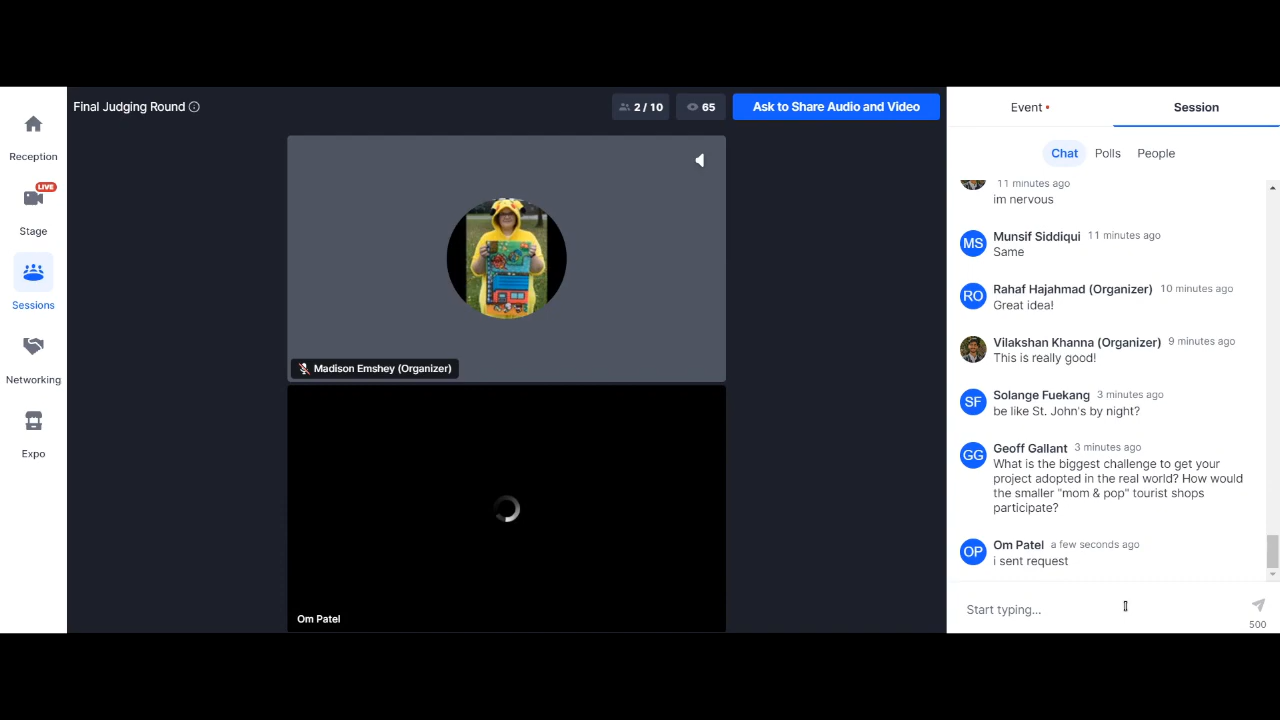 Final Judging Round
2 / 10
65
Ask to Share Audio and Video
Event
Session
Reception
LIVE
Stage
Sessions
Networking
Expo
Madison Emshey (Organizer)
Om Patel
Chat
Polls
People
11 minutes ago
im nervous
MS
Munsif Siddiqui 11 minutes ago
Same
RO
Rahaf Hajahmad (Organizer) 10 minutes ago
Great idea!
Vilakshan Khanna (Organizer) 9 minutes ago
This is really good!
SF
Solange Fuekang 3 minutes ago
be like St. John's by night?
GG
Geoff Gallant 3 minutes ago
What is the biggest challenge to get your
project adopted in the real world? How would
the smaller "mom & pop" tourist shops
participate?
OP
Om Patel a few seconds ago
i sent request
Start typing...
500